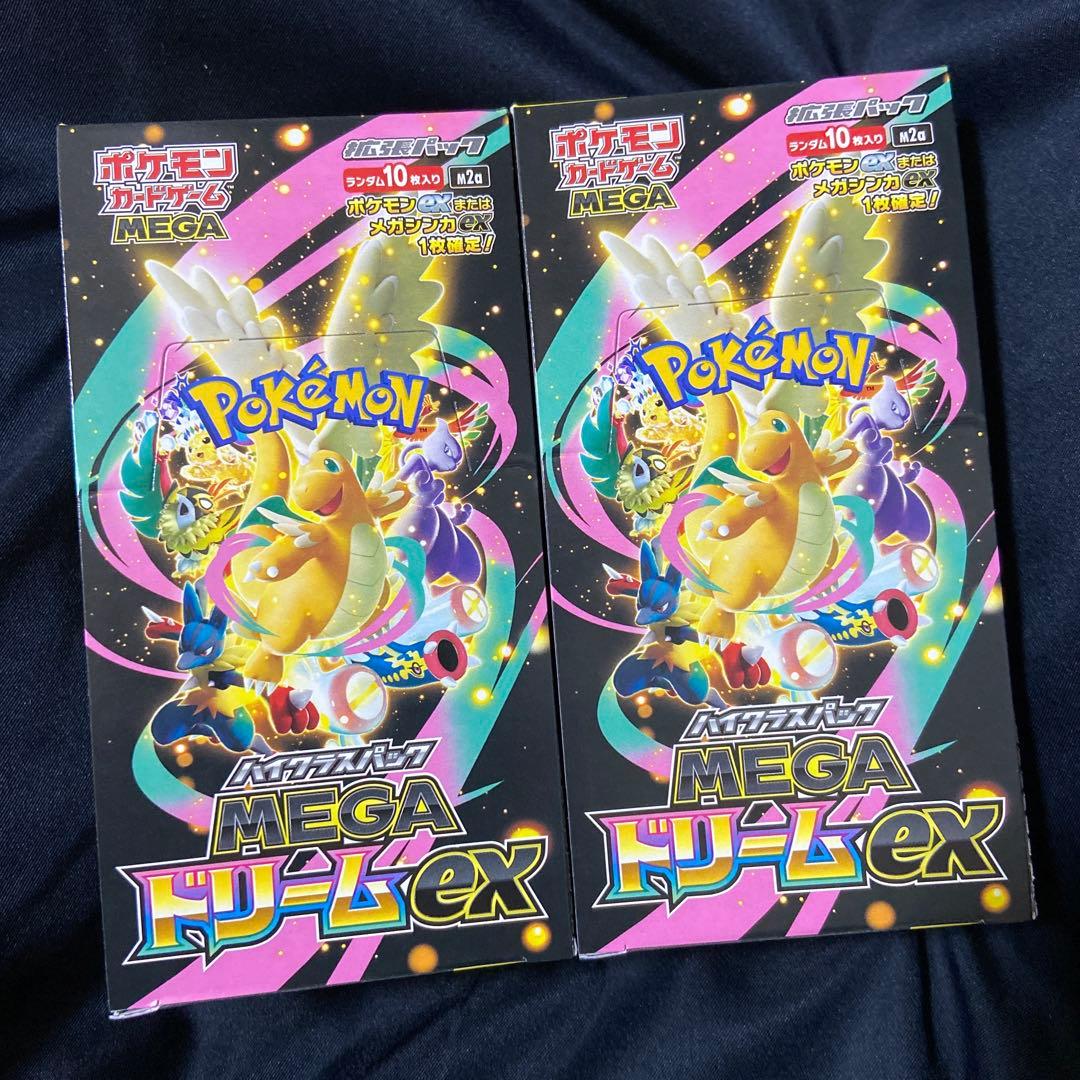 ポケモン
カードゲーム™
MEGA
拡張パック
ランダム10枚入り M2a
ポケモンexまたは
メガシンカex
1枚確定!
POKÉMON™
ハイクラスパック
MEGA
ドリームex
ポケモン
カードゲーム™
MEGA
拡張パック
ランダム10枚入り M2a
ポケモンexまたは
メガシンカex
1枚確定!
POKÉMON™
ハイクラスパック
MEGA
ドリームex